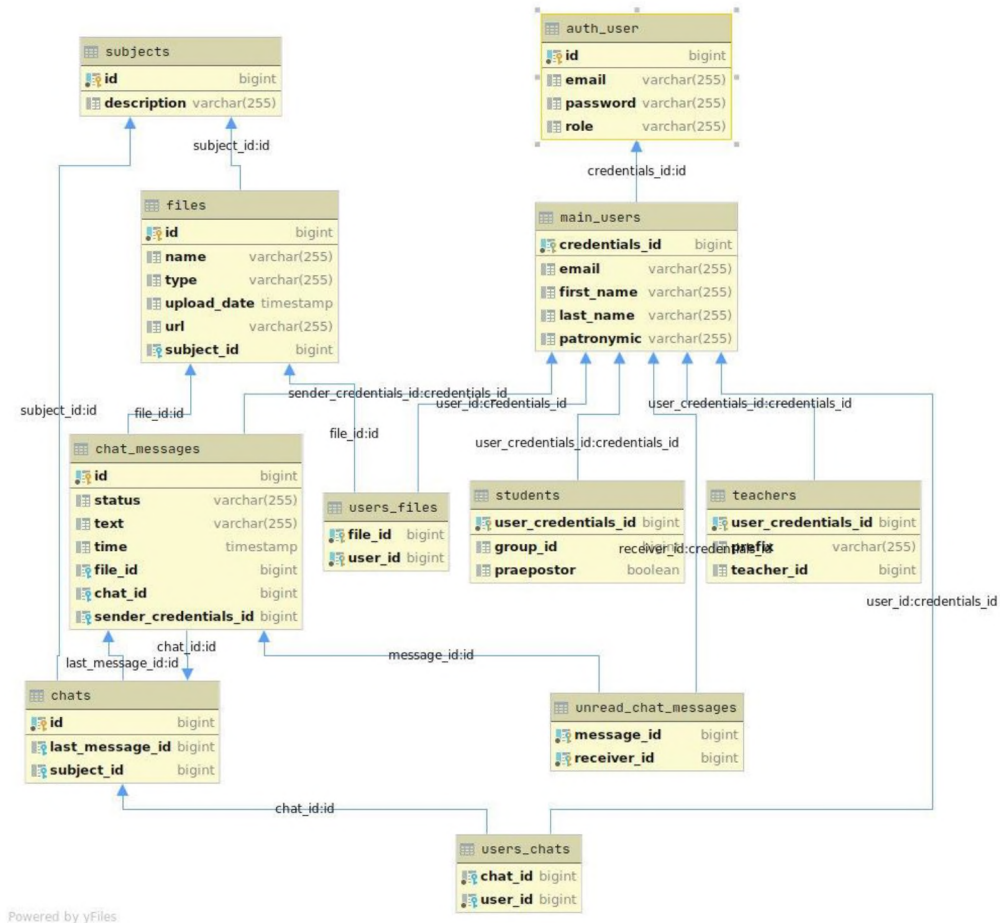 subjects
id bigint
description varchar(255)
auth_user
id bigint
email varchar(255)
password varchar(255)
role varchar(255)
subject_id:id
credentials_id:id
files
id bigint
name varchar(255)
type varchar(255)
upload_date timestamp
url varchar(255)
subject_id bigint
main_users
credentials_id bigint
email varchar(255)
first_name varchar(255)
last_name varchar(255)
patronymic varchar(255)
subject_id:id
file_id:id
sender_credentials_id:credentials_id
user_id:credentials_id
user_credentials_id:credentials_id
file_id:id
user_credentials_id:credentials_id
chat_messages
id bigint
status varchar(255)
text varchar(255)
time timestamp
file_id bigint
chat_id bigint
sender_credentials_id bigint
users_files
file_id bigint
user_id bigint
students
user_credentials_id bigint
group_id bigint
praepostor boolean
receiver_id:credentials_id
teachers
user_credentials_id bigint
prefix varchar(255)
teacher_id bigint
user_id:credentials_id
chat_id:id
last_message_id:id
message_id:id
chats
id bigint
last_message_id bigint
subject_id bigint
unread_chat_messages
message_id bigint
receiver_id bigint
chat_id:id
users_chats
chat_id bigint
user_id bigint
Powered by yFiles